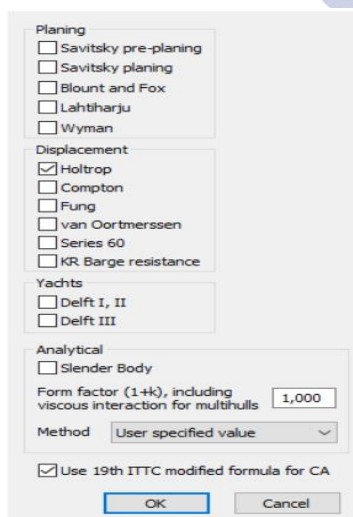 Planing
Savitsky pre-planing
Savitsky planing
Blount and Fox
Lahtiharju
Wyman
Displacement
Holtrop
Compton
Fung
van Oortmerssen
Series 60
KR Barge resistance
Yachts
Delft I, II
Delft III
Analytical
Slender Body
Form factor (1+k), including
viscous interaction for multihulls
1,000
Method User specified value
Use 19th ITTC modified formula for CA
OK Cancel